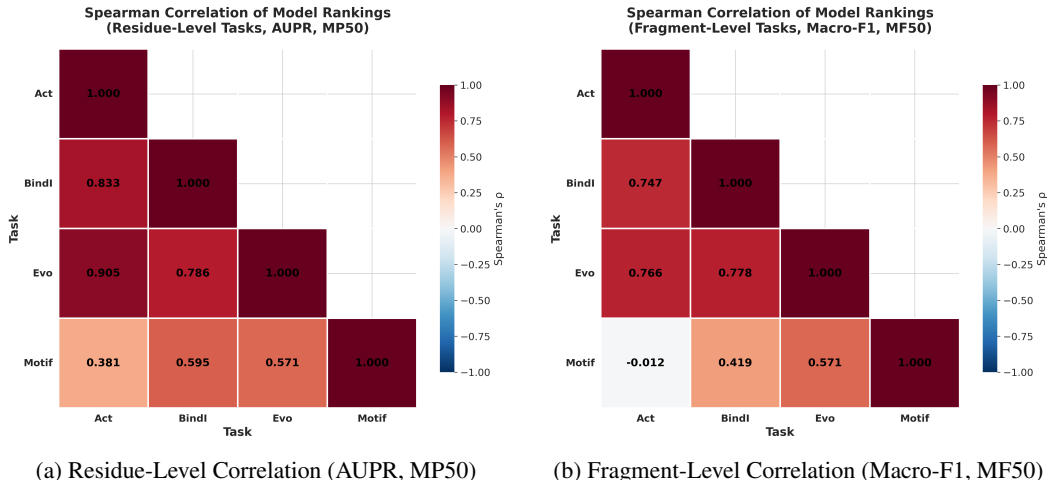 Spearman Correlation of Model Rankings
(Residue-Level Tasks, AUPR, MP50)
Act
BindI
Evo
Motif
Task
1.000
0.833
1.000
0.905
0.786
1.000
0.381
0.595
0.571
1.000
Act
BindI
Evo
Motif
Task
1.00
0.75
0.50
0.25
0.00
−0.25
−0.50
−0.75
−1.00
Spearman's ρ
(a) Residue-Level Correlation (AUPR, MP50)
Spearman Correlation of Model Rankings
(Fragment-Level Tasks, Macro-F1, MF50)
Act
BindI
Evo
Motif
Task
1.000
0.747
1.000
0.766
0.778
1.000
-0.012
0.419
0.571
1.000
Act
BindI
Evo
Motif
Task
1.00
0.75
0.50
0.25
0.00
−0.25
−0.50
−0.75
−1.00
Spearman's ρ
(b) Fragment-Level Correlation (Macro-F1, MF50)